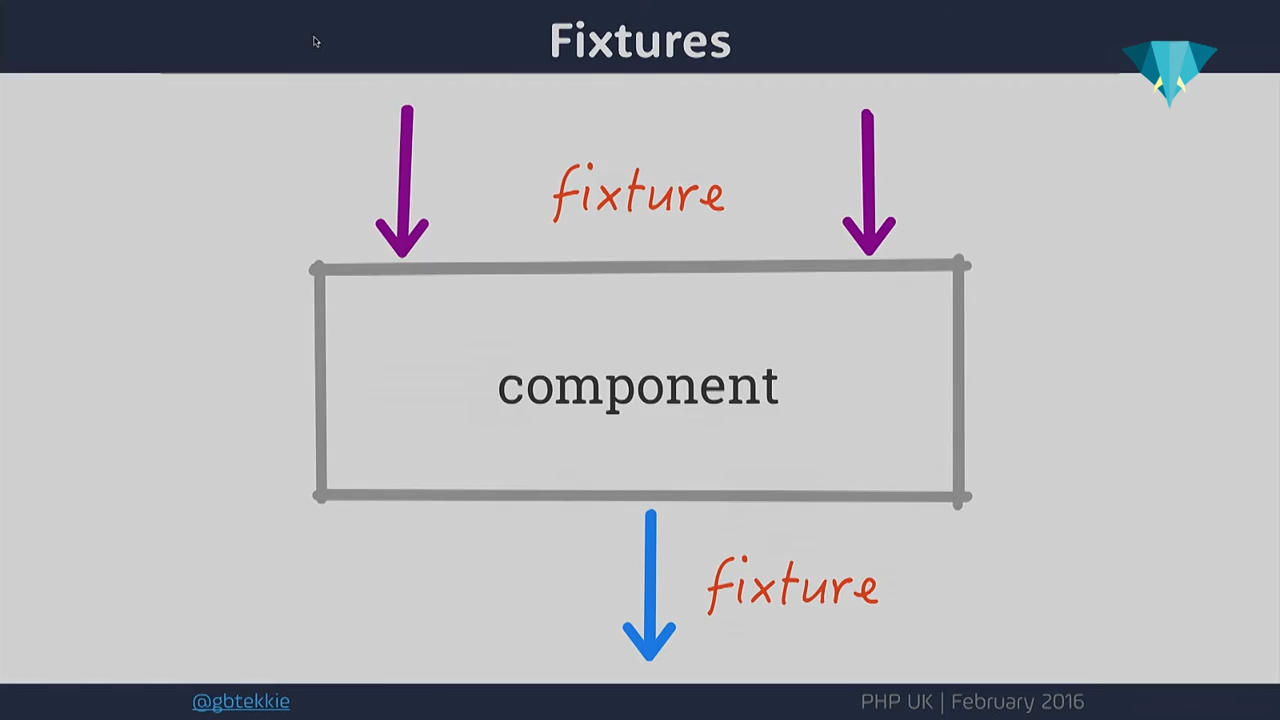 Fixtures
fixture
component
fixture
@gbtekkie
PHP UK | February 2016